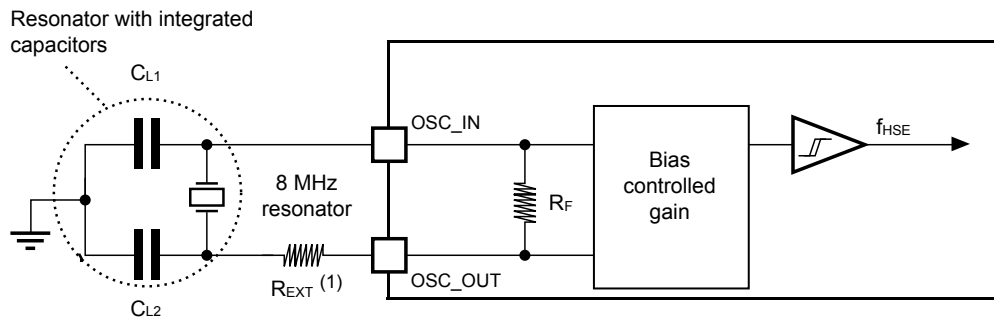 Resonator with integrated
capacitors
CL1
OSC_IN
fHSE
8 MHz
resonator
RF
Bias
controlled
gain
REXT (1)
OSC_OUT
CL2